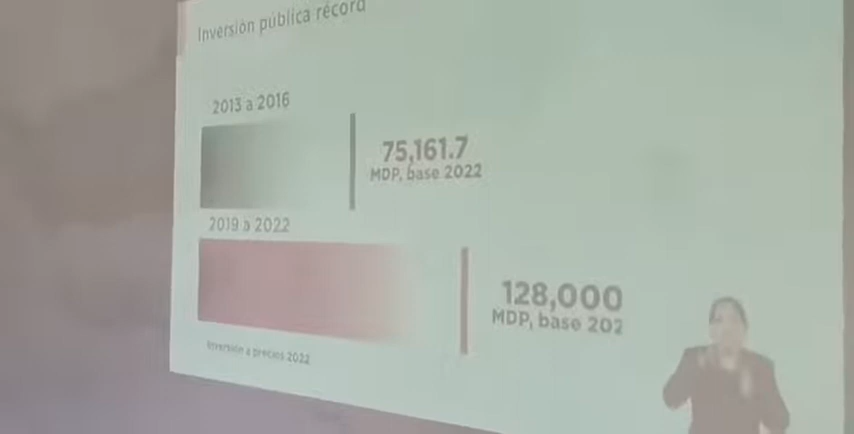 Inversión pública récord
2013 a 2016
75,161.7
MDP, base 2022
2019 a 2022
128,000
MDP, base 202
Inversión a precios 2022